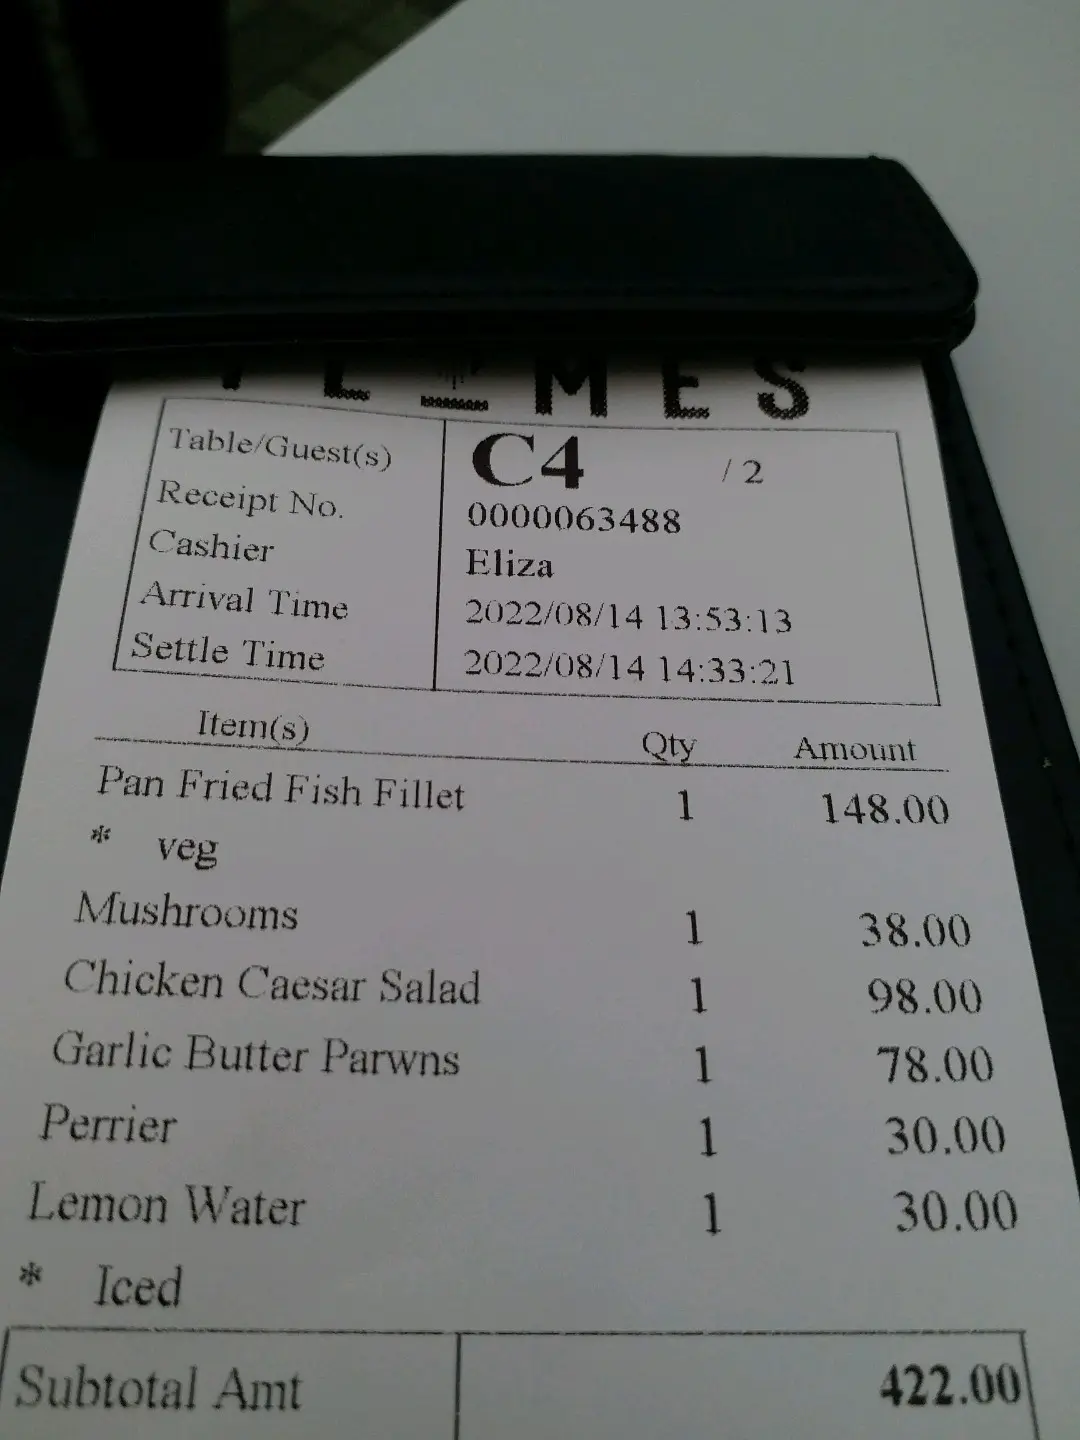 Table/Guest(s) C4 / 2
Receipt No. 0000063488
Cashier Eliza
Arrival Time 2022/08/14 13:53:13
Settle Time 2022/08/14 14:33:21
Item(s) Qty Amount
Pan Fried Fish Fillet 1 148.00
* veg
Mushrooms 1 38.00
Chicken Caesar Salad 1 98.00
Garlic Butter Parwns 1 78.00
Perrier 1 30.00
Lemon Water 1 30.00
* Iced
Subtotal Amt 422.00